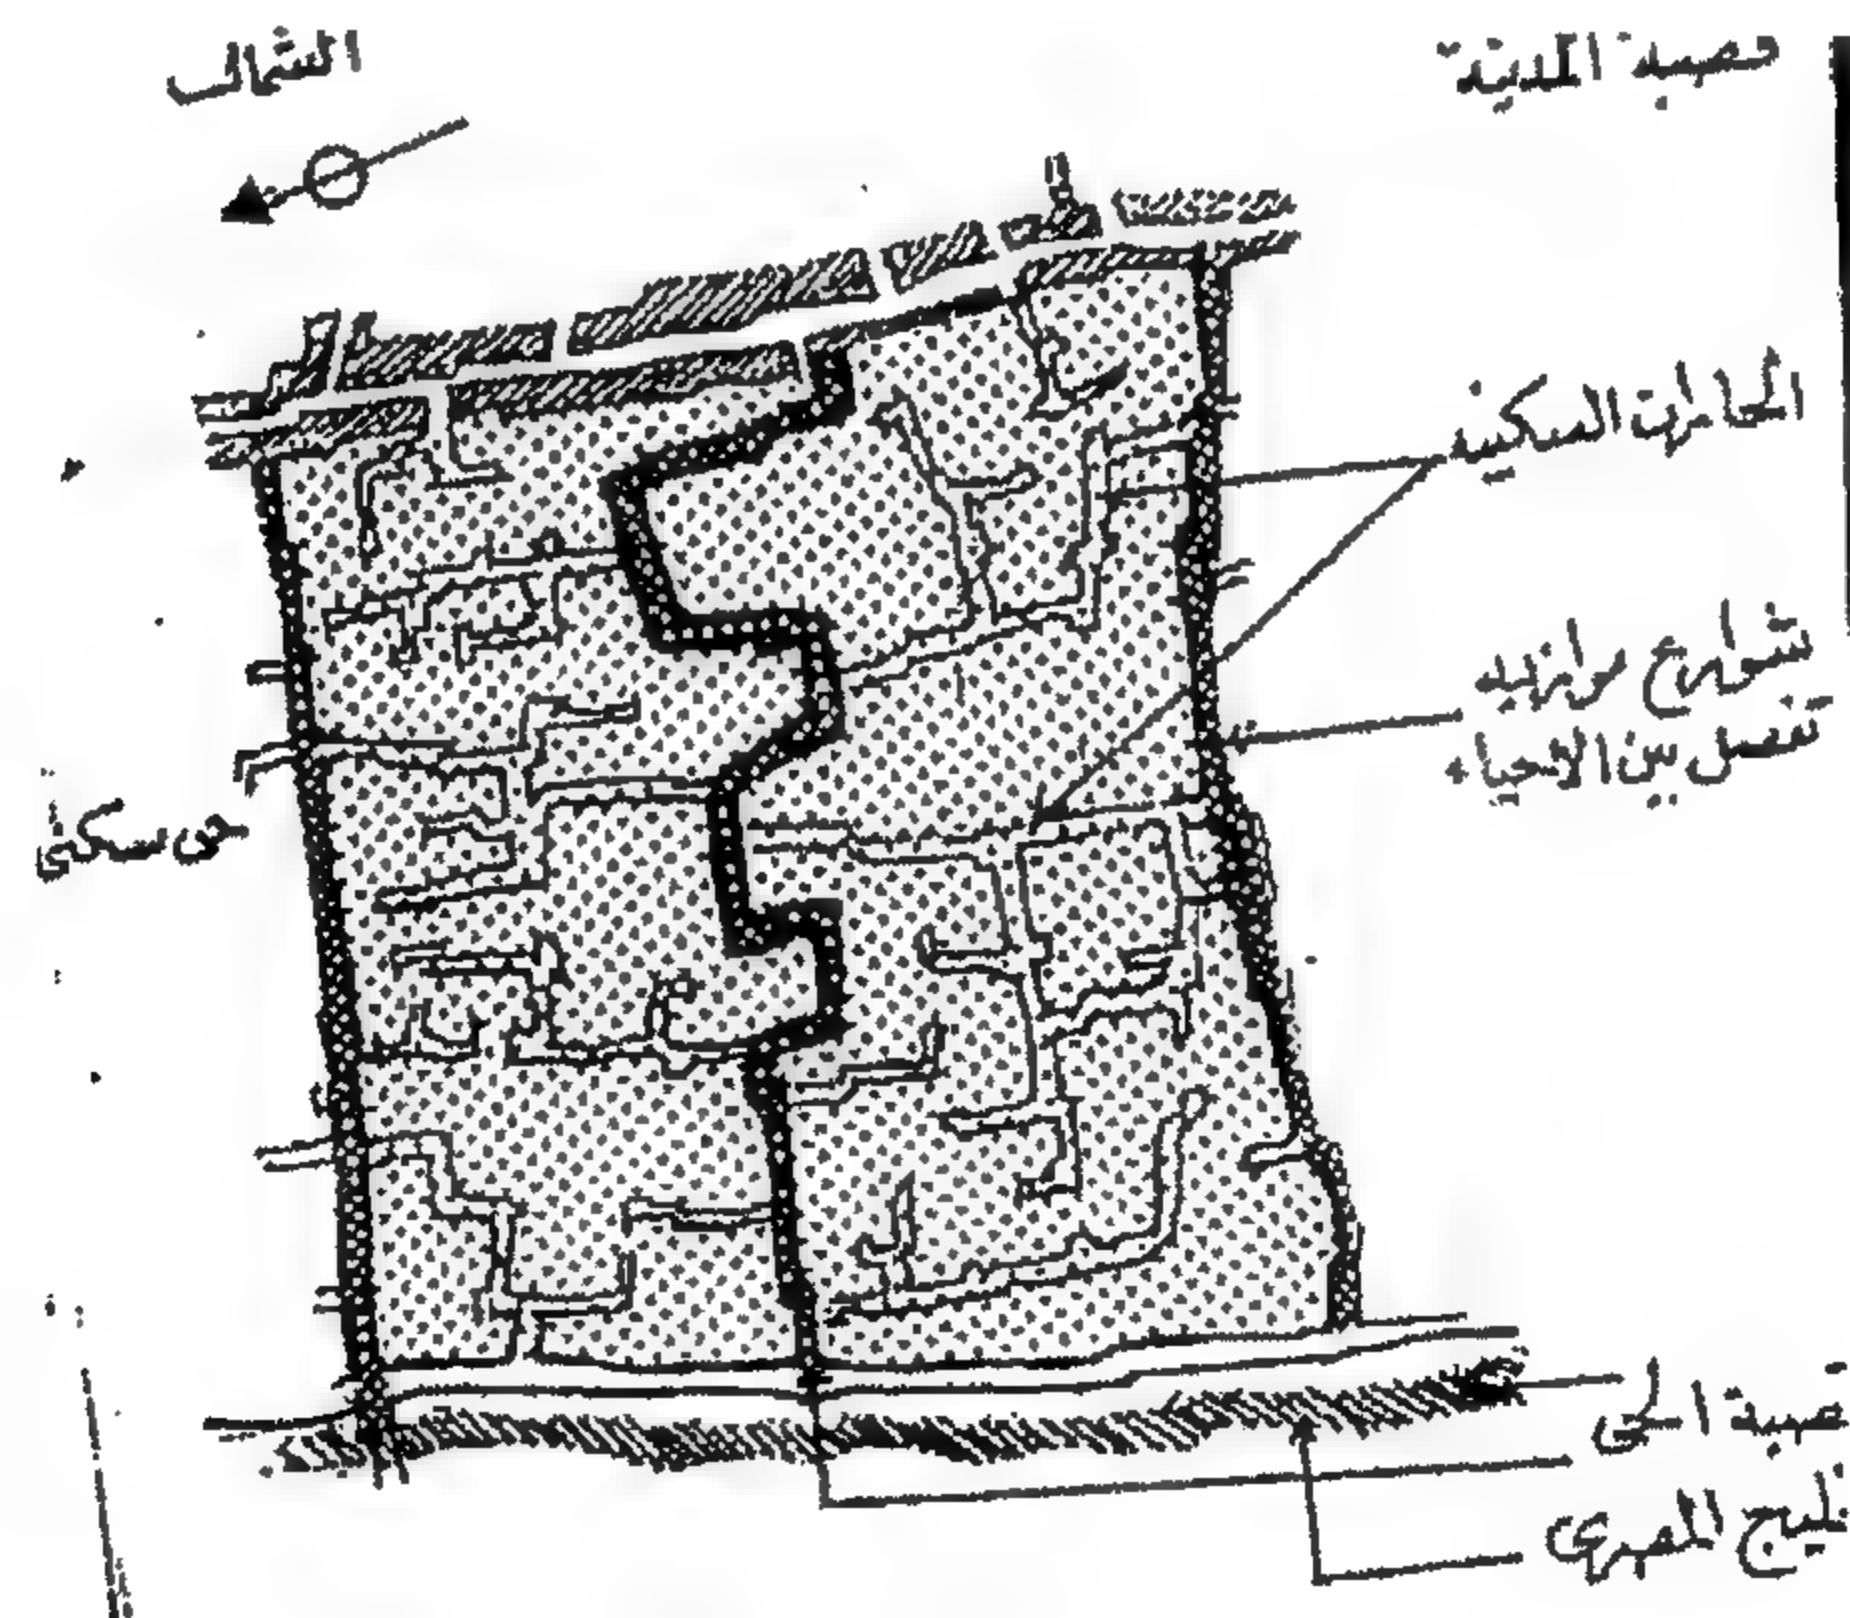 الشمال
قصبة المدينة
الحارات السكنية
شوارع موازية
تفصل بين الأحياء
حي سكني
قصبة الحي
خليج المصري